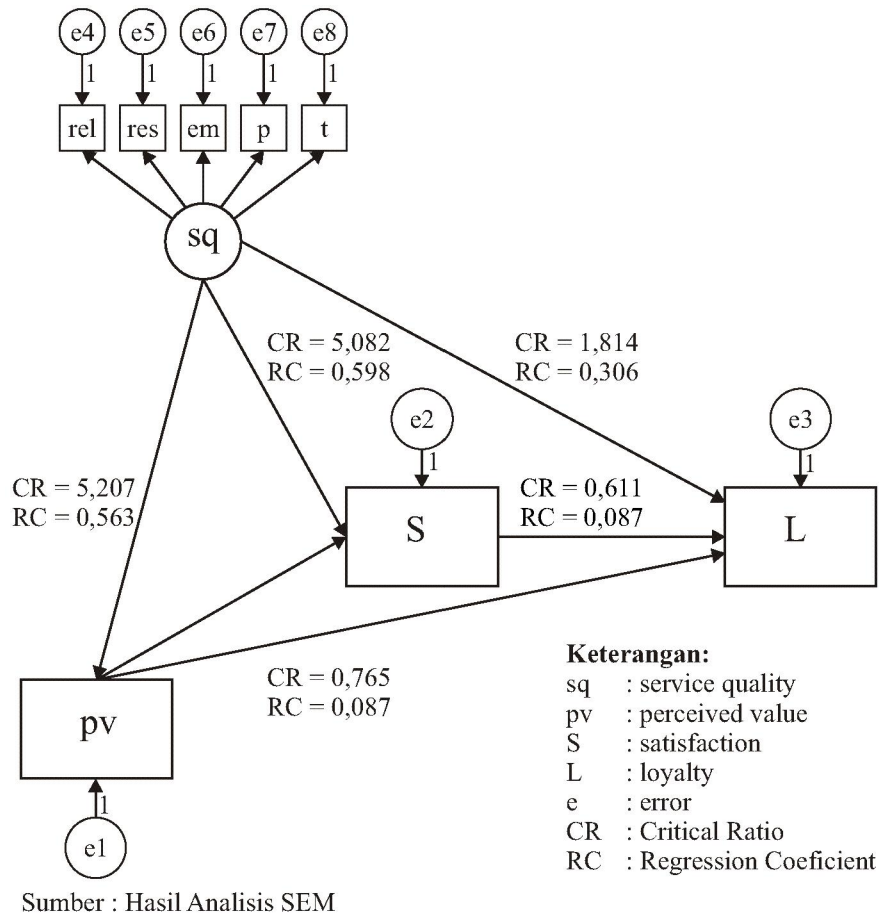 e4 e5 e6 e7 e8
1 1 1 1 1
rel res em p t
sq
CR = 5,082
RC = 0,598
CR = 1,814
RC = 0,306
e2
e3
1
1
CR = 5,207
RC = 0,563
S
CR = 0,611
RC = 0,087
L
CR = 0,765
RC = 0,087
pv
1
e1
Keterangan:
sq : service quality
pv : perceived value
S : satisfaction
L : loyalty
e : error
CR : Critical Ratio
RC : Regression Coeficient
Sumber : Hasil Analisis SEM